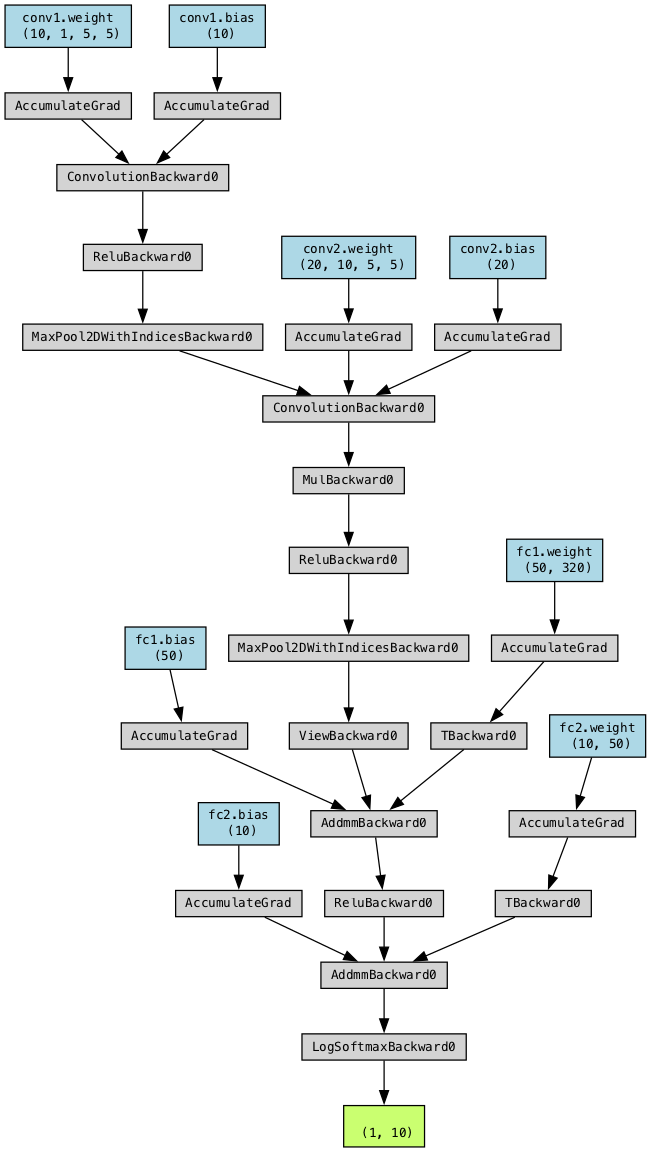 conv1.weight
(10, 1, 5, 5)
conv1.bias
(10)
AccumulateGrad
AccumulateGrad
ConvolutionBackward0
ReluBackward0
conv2.weight
(20, 10, 5, 5)
conv2.bias
(20)
MaxPool2DWithIndicesBackward0
AccumulateGrad
AccumulateGrad
ConvolutionBackward0
MulBackward0
ReluBackward0
fc1.weight
(50, 320)
fc1.bias
(50)
MaxPool2DWithIndicesBackward0
AccumulateGrad
AccumulateGrad
ViewBackward0
TBackward0
fc2.weight
(10, 50)
fc2.bias
(10)
AddmmBackward0
AccumulateGrad
AccumulateGrad
ReluBackward0
TBackward0
AddmmBackward0
LogSoftmaxBackward0
(1, 10)